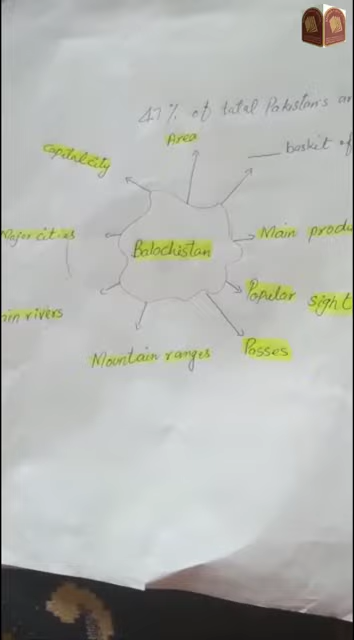 47% of total Pakistan's
Area
Capital city
basket of
Major cities
Main produ
Balochistan
Popular sight
ain rivers
Mountain ranges
Passes